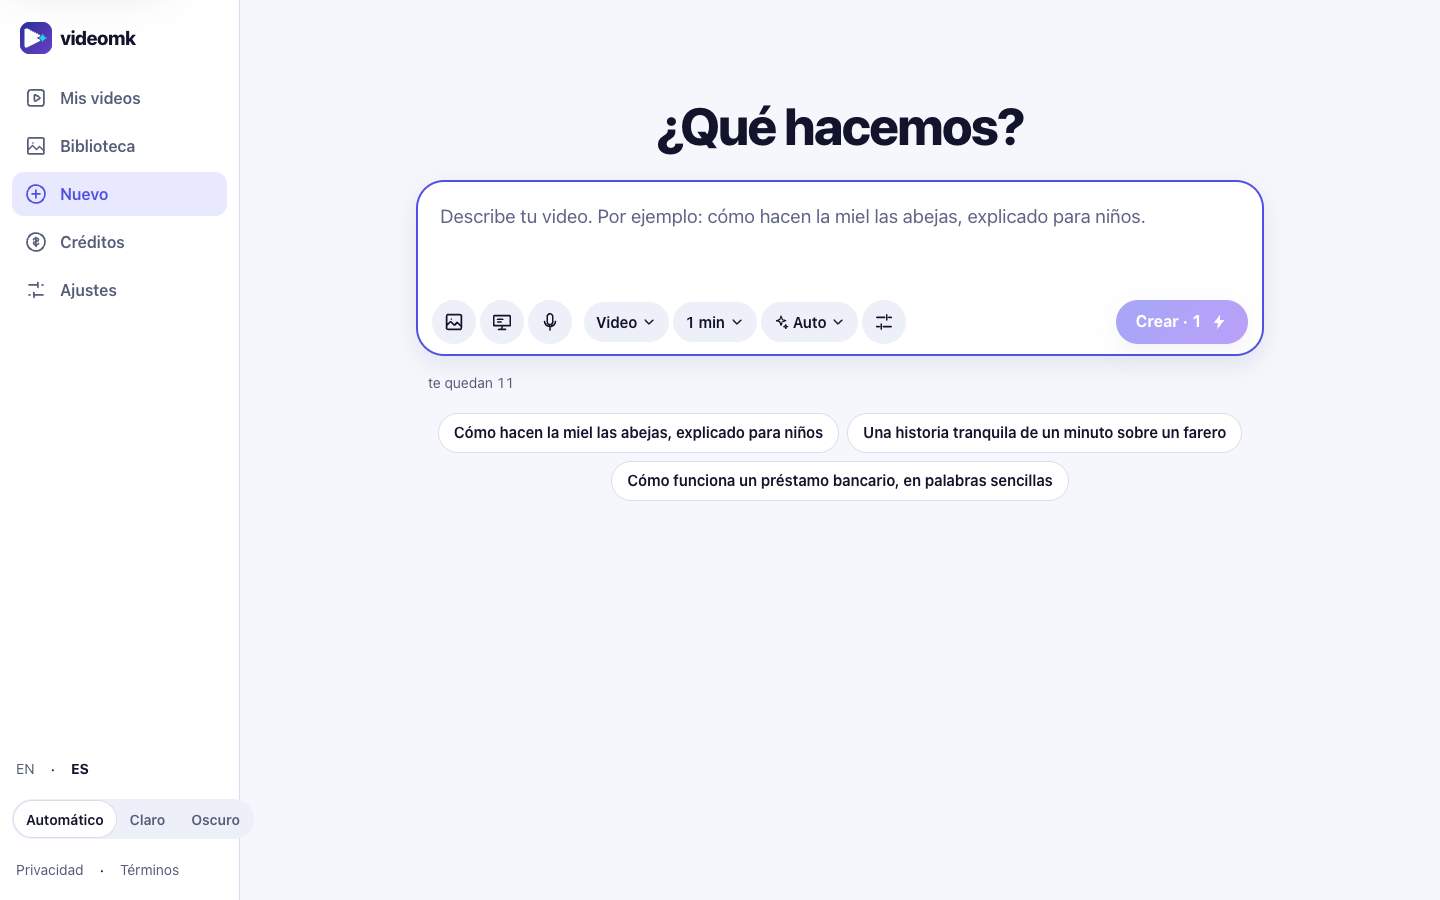 videomk
Mis videos
Biblioteca
Nuevo
Créditos
Ajustes
EN · ES
Automático Claro Oscuro
Privacidad · Términos
¿Qué hacemos?
Describe tu video. Por ejemplo: cómo hacen la miel las abejas, explicado para niños.
Video 1 min Auto Crear · 1
te quedan 11
Cómo hacen la miel las abejas, explicado para niños Una historia tranquila de un minuto sobre un farero
Cómo funciona un préstamo bancario, en palabras sencillas